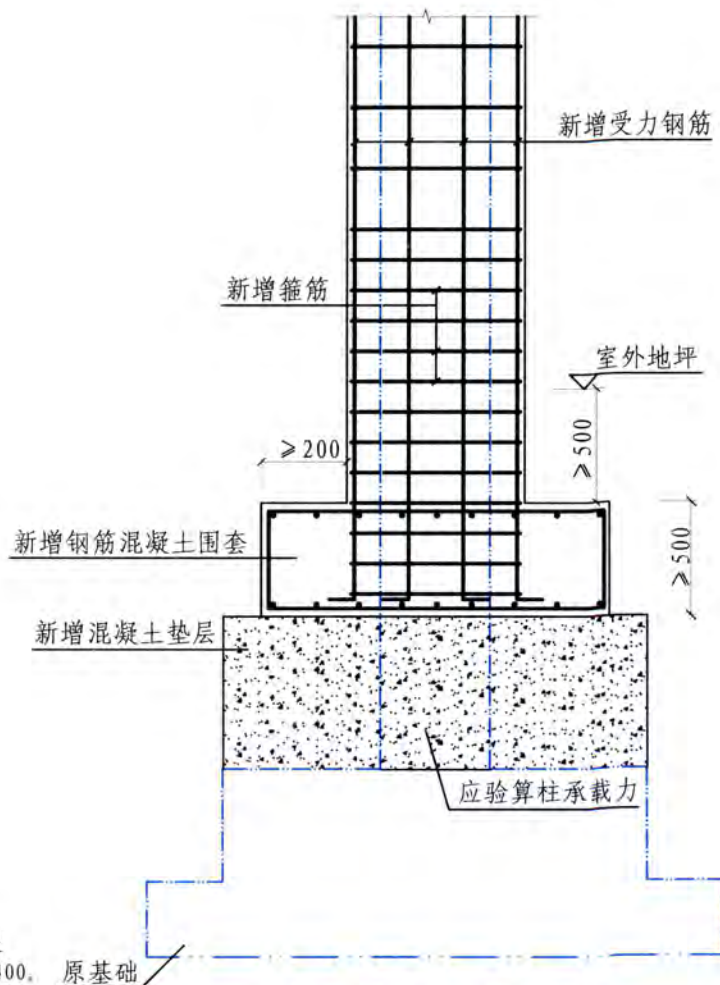 新增受力钢筋
新增箍筋
室外地坪
≥200
≥500
≥500
新增钢筋混凝土围套
新增混凝土垫层
应验算柱承载力
00. 原基础